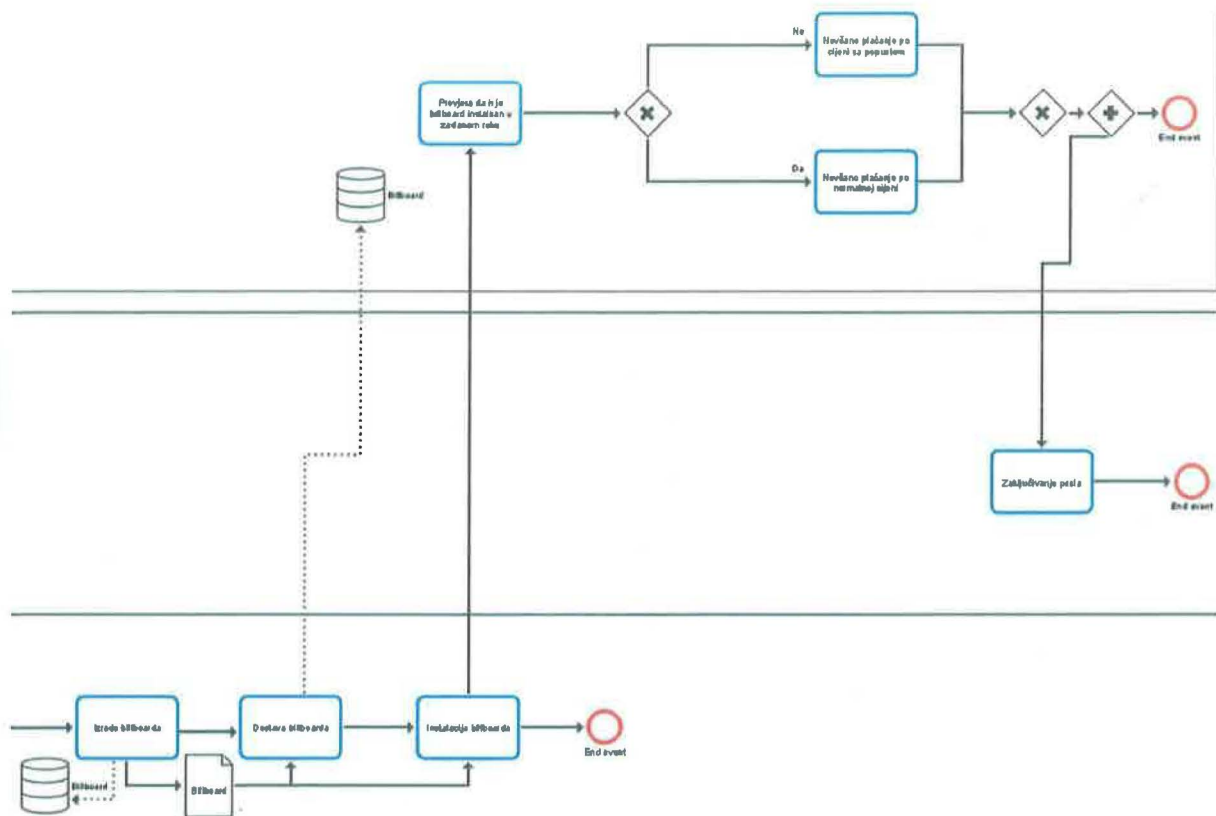 Ne
Novčano plaćanje po
cijeni sa popustom
Provjera da li je
billboard instalisan u
zadanom roku
End event
Da
Novčano plaćanje po
normalnoj cijeni
Billboard
Zaključivanje posla
End event
Izrada billboarda
Dostava billboarda
Instalacija billboarda
End event
Billboard
Billboard